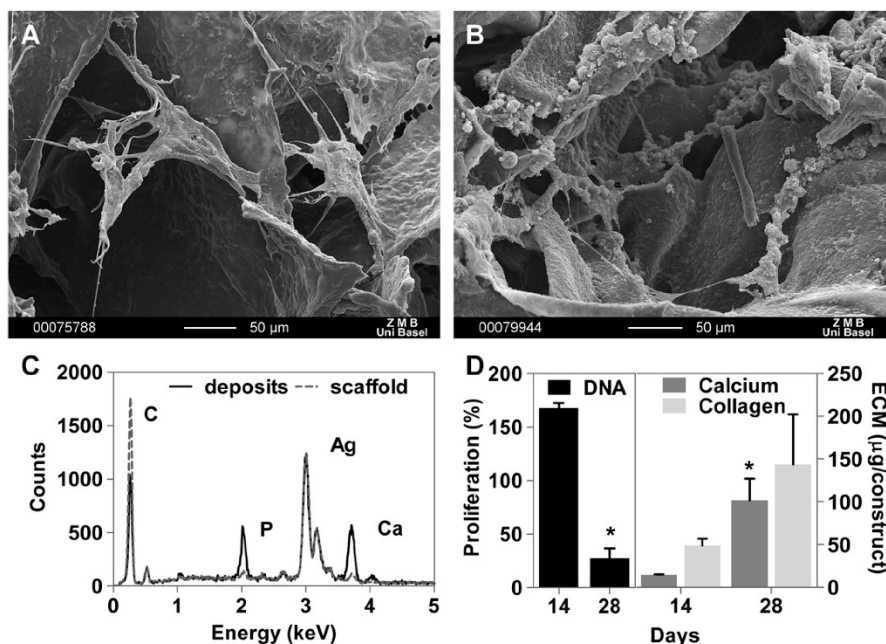 A
00075788
50 µm
Z M B
Uni Basel
B
00079944
50 µm
Z M B
Uni Basel
C
deposits
scaffold
2000
1500
1000
500
0
Counts
C
P
Ag
Ca
1
2
3
4
5
Energy (keV)
D
DNA
Calcium
Collagen
200
150
100
50
0
Proliferation (%)
250
200
150
100
50
0
ECM (µg/construct)
*
*
14
28
14
28
Days